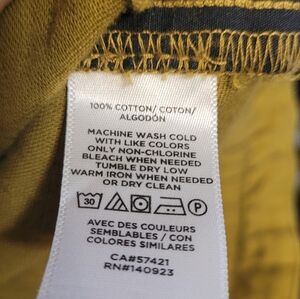 100% COTTON/ COTON/
ALGODÓN
MACHINE WASH COLD
WITH LIKE COLORS
ONLY NON-CHLORINE
BLEACH WHEN NEEDED
TUMBLE DRY LOW
WARM IRON WHEN NEEDED
OR DRY CLEAN
30 P
AVEC DES COULEURS
SEMBLABLES / CON
COLORES SIMILARES
CA#57421
RN#140923